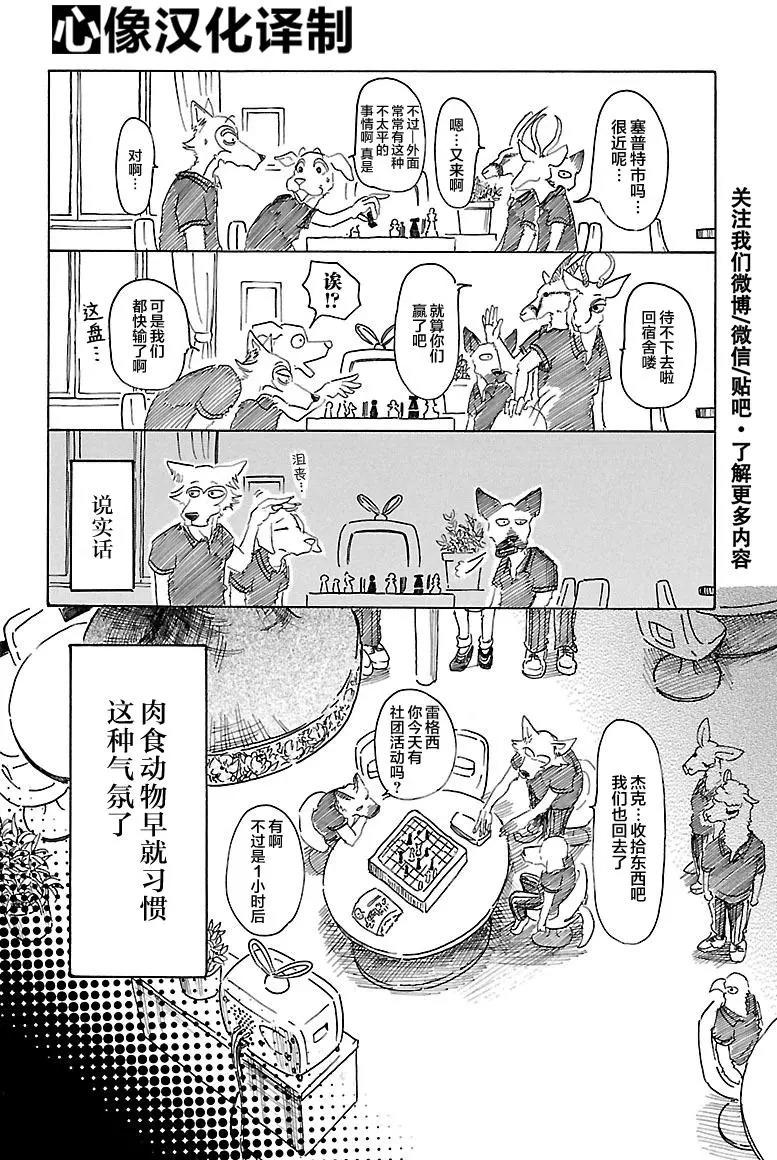 心像汉化译制
塞普特市吗…
很近呢…
嗯…又来啊
不过—外面
常常有这种
不太平的
事情啊 真是
对啊…
待不下去啦
回宿舍喽
就算你们
赢了吧
诶!?
可是我们
都快输了啊
这盘…
沮丧…
说实话
肉食动物早就习惯
这种气氛了
杰克…收拾东西吧
我们也回去了
雷格西
你今天有
社团活动吗?
有啊
不过是1小时后
关注我们微博/微信/贴吧·了解更多内容